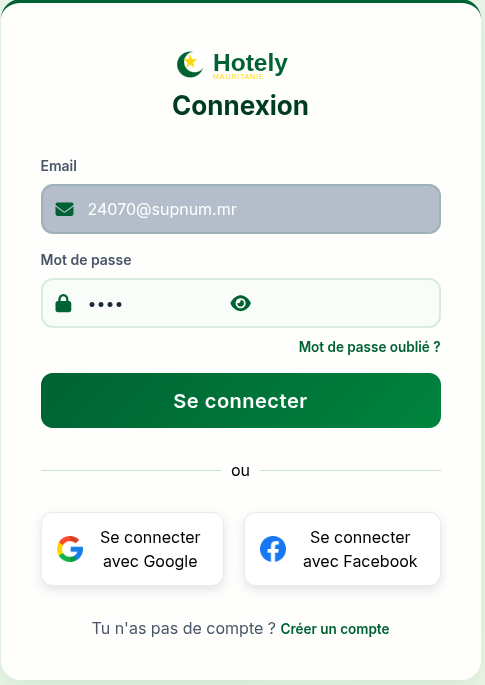 Hotely
MAURITANIE
Connexion
Email
24070@supnum.mr
Mot de passe
••••
Mot de passe oublié ?
Se connecter
ou
Se connecter
avec Google
Se connecter
avec Facebook
Tu n'as pas de compte ? Créer un compte